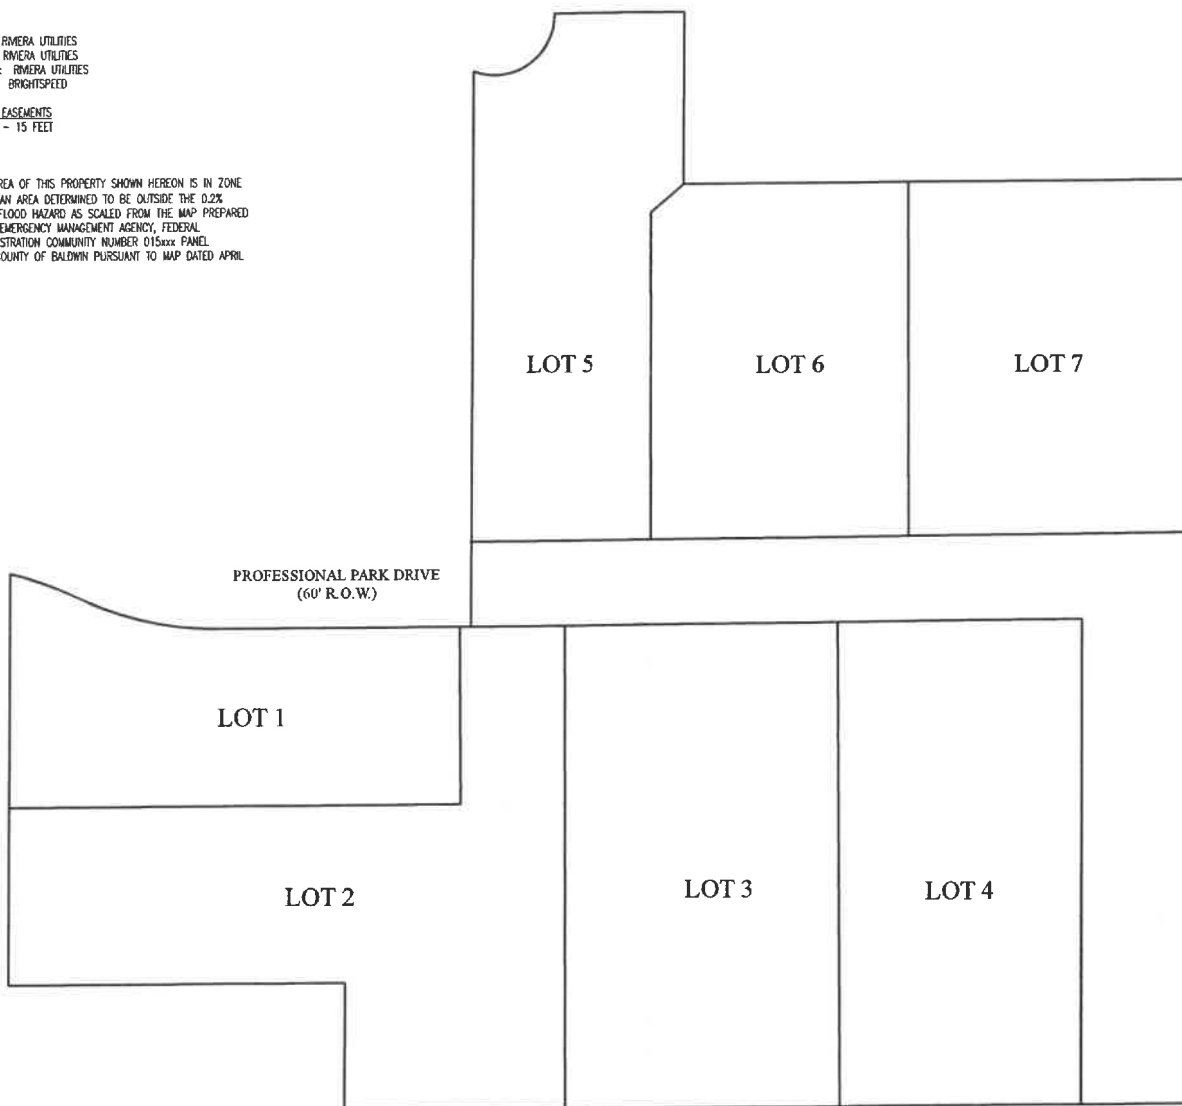 RIVIERA UTILITIES
RIVIERA UTILITIES
: RIVIERA UTILITIES
BRIGHTSPEED
EASEMENTS
- 15 FEET
REA OF THIS PROPERTY SHOWN HEREON IS IN ZONE
AN AREA DETERMINED TO BE OUTSIDE THE 0.2%
FLOOD HAZARD AS SCALED FROM THE MAP PREPARED
EMERGENCY MANAGEMENT AGENCY, FEDERAL
STRATION COMMUNITY NUMBER 015xxx PANEL
OUNTY OF BALDWIN PURSUANT TO MAP DATED APRIL
LOT 5
LOT 6
LOT 7
PROFESSIONAL PARK DRIVE
(60' R.O.W.)
LOT 1
LOT 2
LOT 3
LOT 4